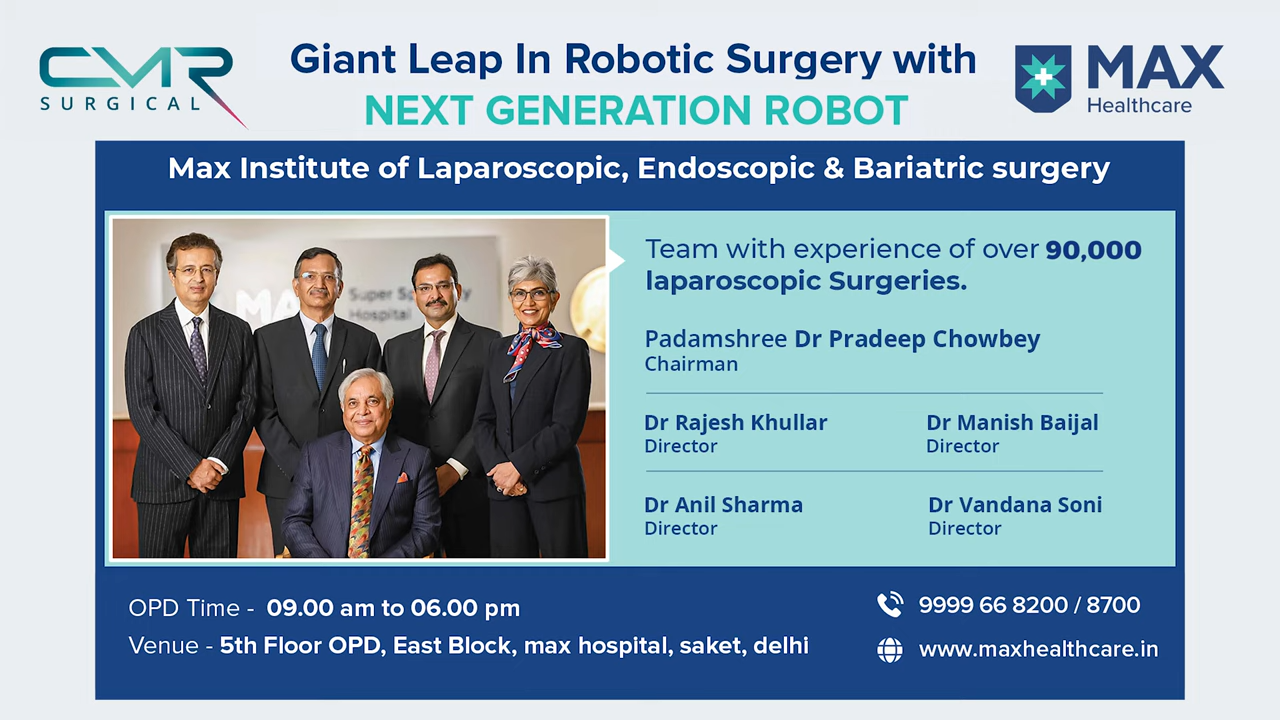 CMR
SURGICAL
Giant Leap In Robotic Surgery with
NEXT GENERATION ROBOT
MAX
Healthcare
Max Institute of Laparoscopic, Endoscopic & Bariatric surgery
MA
Super S y
Hospital
Team with experience of over 90,000
laparoscopic Surgeries.
Padamshree Dr Pradeep Chowbey
Chairman
Dr Rajesh Khullar
Director
Dr Manish Baijal
Director
Dr Anil Sharma
Director
Dr Vandana Soni
Director
OPD Time - 09.00 am to 06.00 pm
Venue - 5th Floor OPD, East Block, max hospital, saket, delhi
9999 66 8200 / 8700
www.maxhealthcare.in